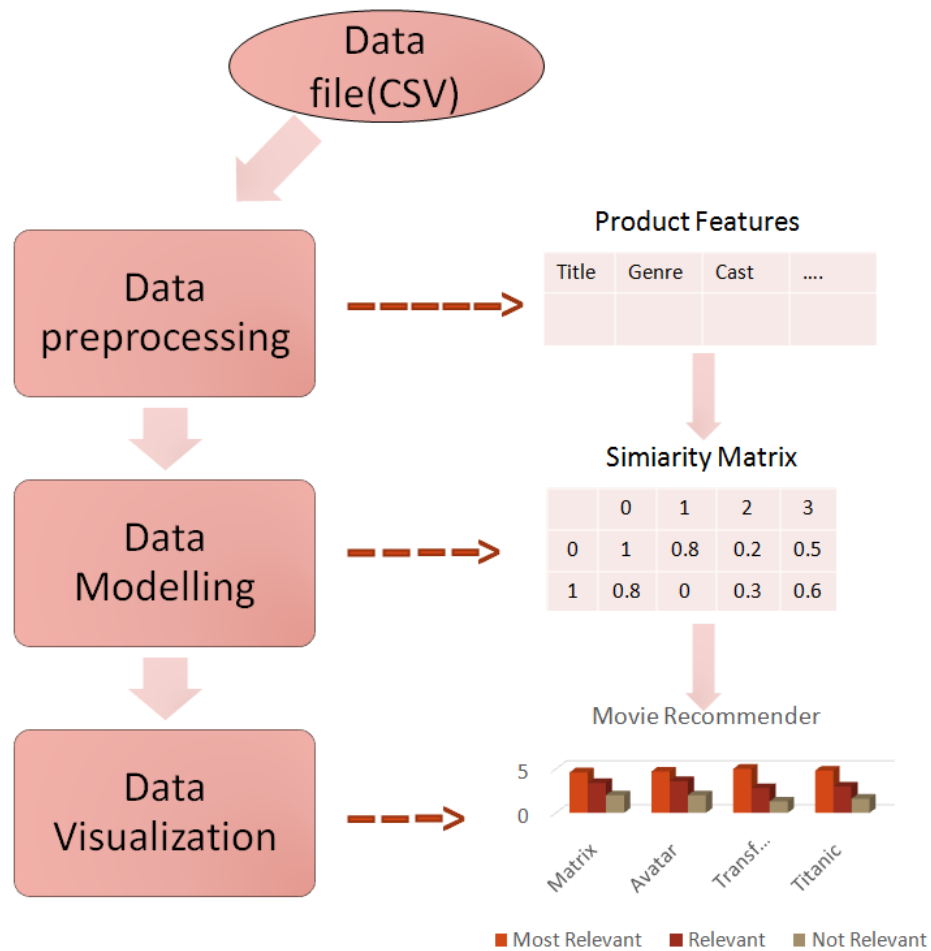 Data
file(CSV)
Product Features
Data
preprocessing
Title Genre Cast ....
Simiarity Matrix
Data
Modelling
0 1 2 3
0 1 0.8 0.2 0.5
1 0.8 0 0.3 0.6
Movie Recommender
Data
Visualization
5
0
Matrix
Avatar
Transf...
Titanic
Most Relevant Relevant Not Relevant